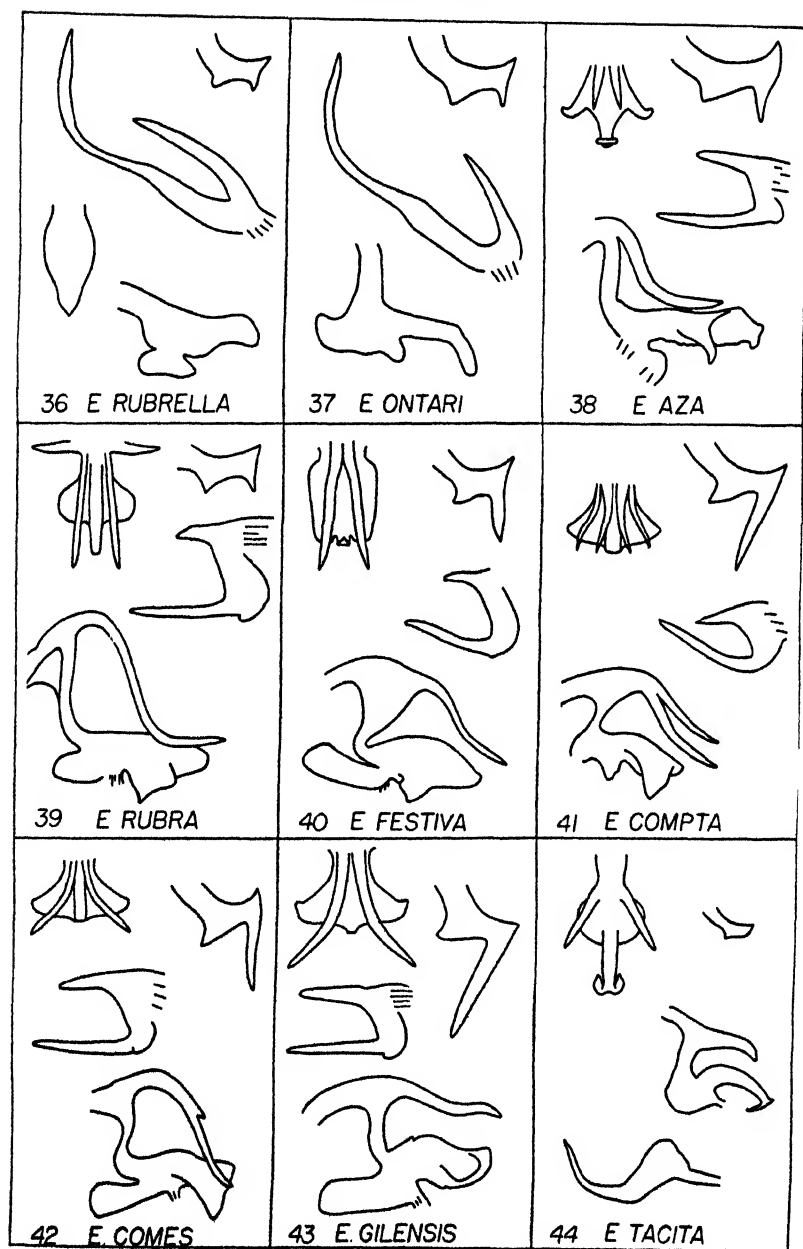 36 E RUBRELLA
37 E ONTARI
38 E AZA
39 E RUBRA
40 E FESTIVA
41 E COMPTA
42 E. COMES
43 E. GILENSIS
44 E TACITA